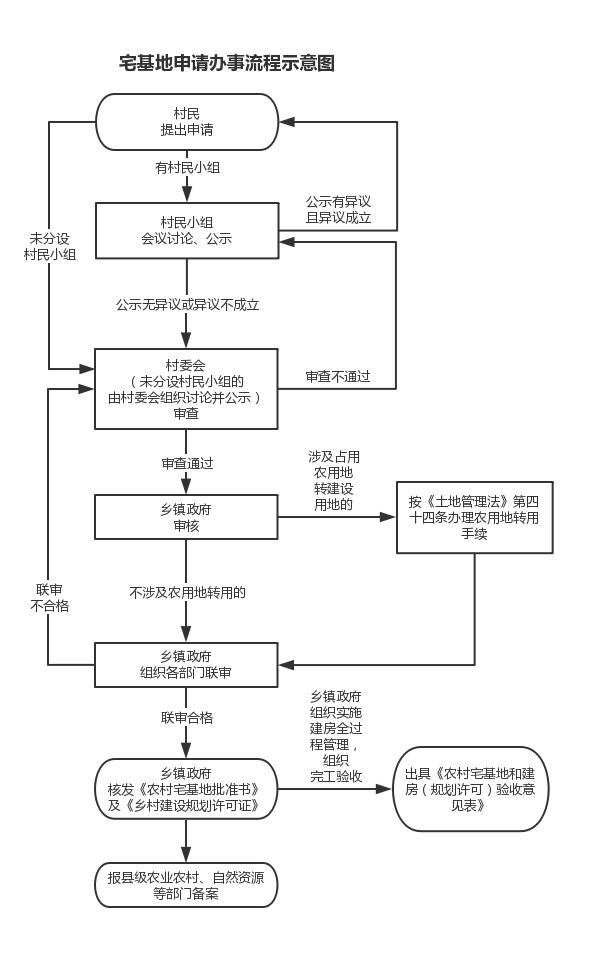 宅基地申请办事流程示意图
村民
提出申请
有村民小组
公示有异议
且异议成立
村民小组
会议讨论、公示
未分设
村民小组
公示无异议或异议不成立
村委会
（未分设村民小组的
由村委会组织讨论并公示）
审查
审查不通过
审查通过
涉及占用
农用地
转建设
用地的
乡镇政府
审核
按《土地管理法》第四
十四条办理农用地转用
手续
联审
不合格
不涉及农用地转用的
乡镇政府
组织各部门联审
联审合格
乡镇政府
组织实施
建房全过
程管理，
组织
完工验收
乡镇政府
核发《农村宅基地批准书》
及《乡村建设规划许可证》
出具《农村宅基地和建
房（规划许可）验收意
见表》
报县级农业农村、自然资源
等部门备案